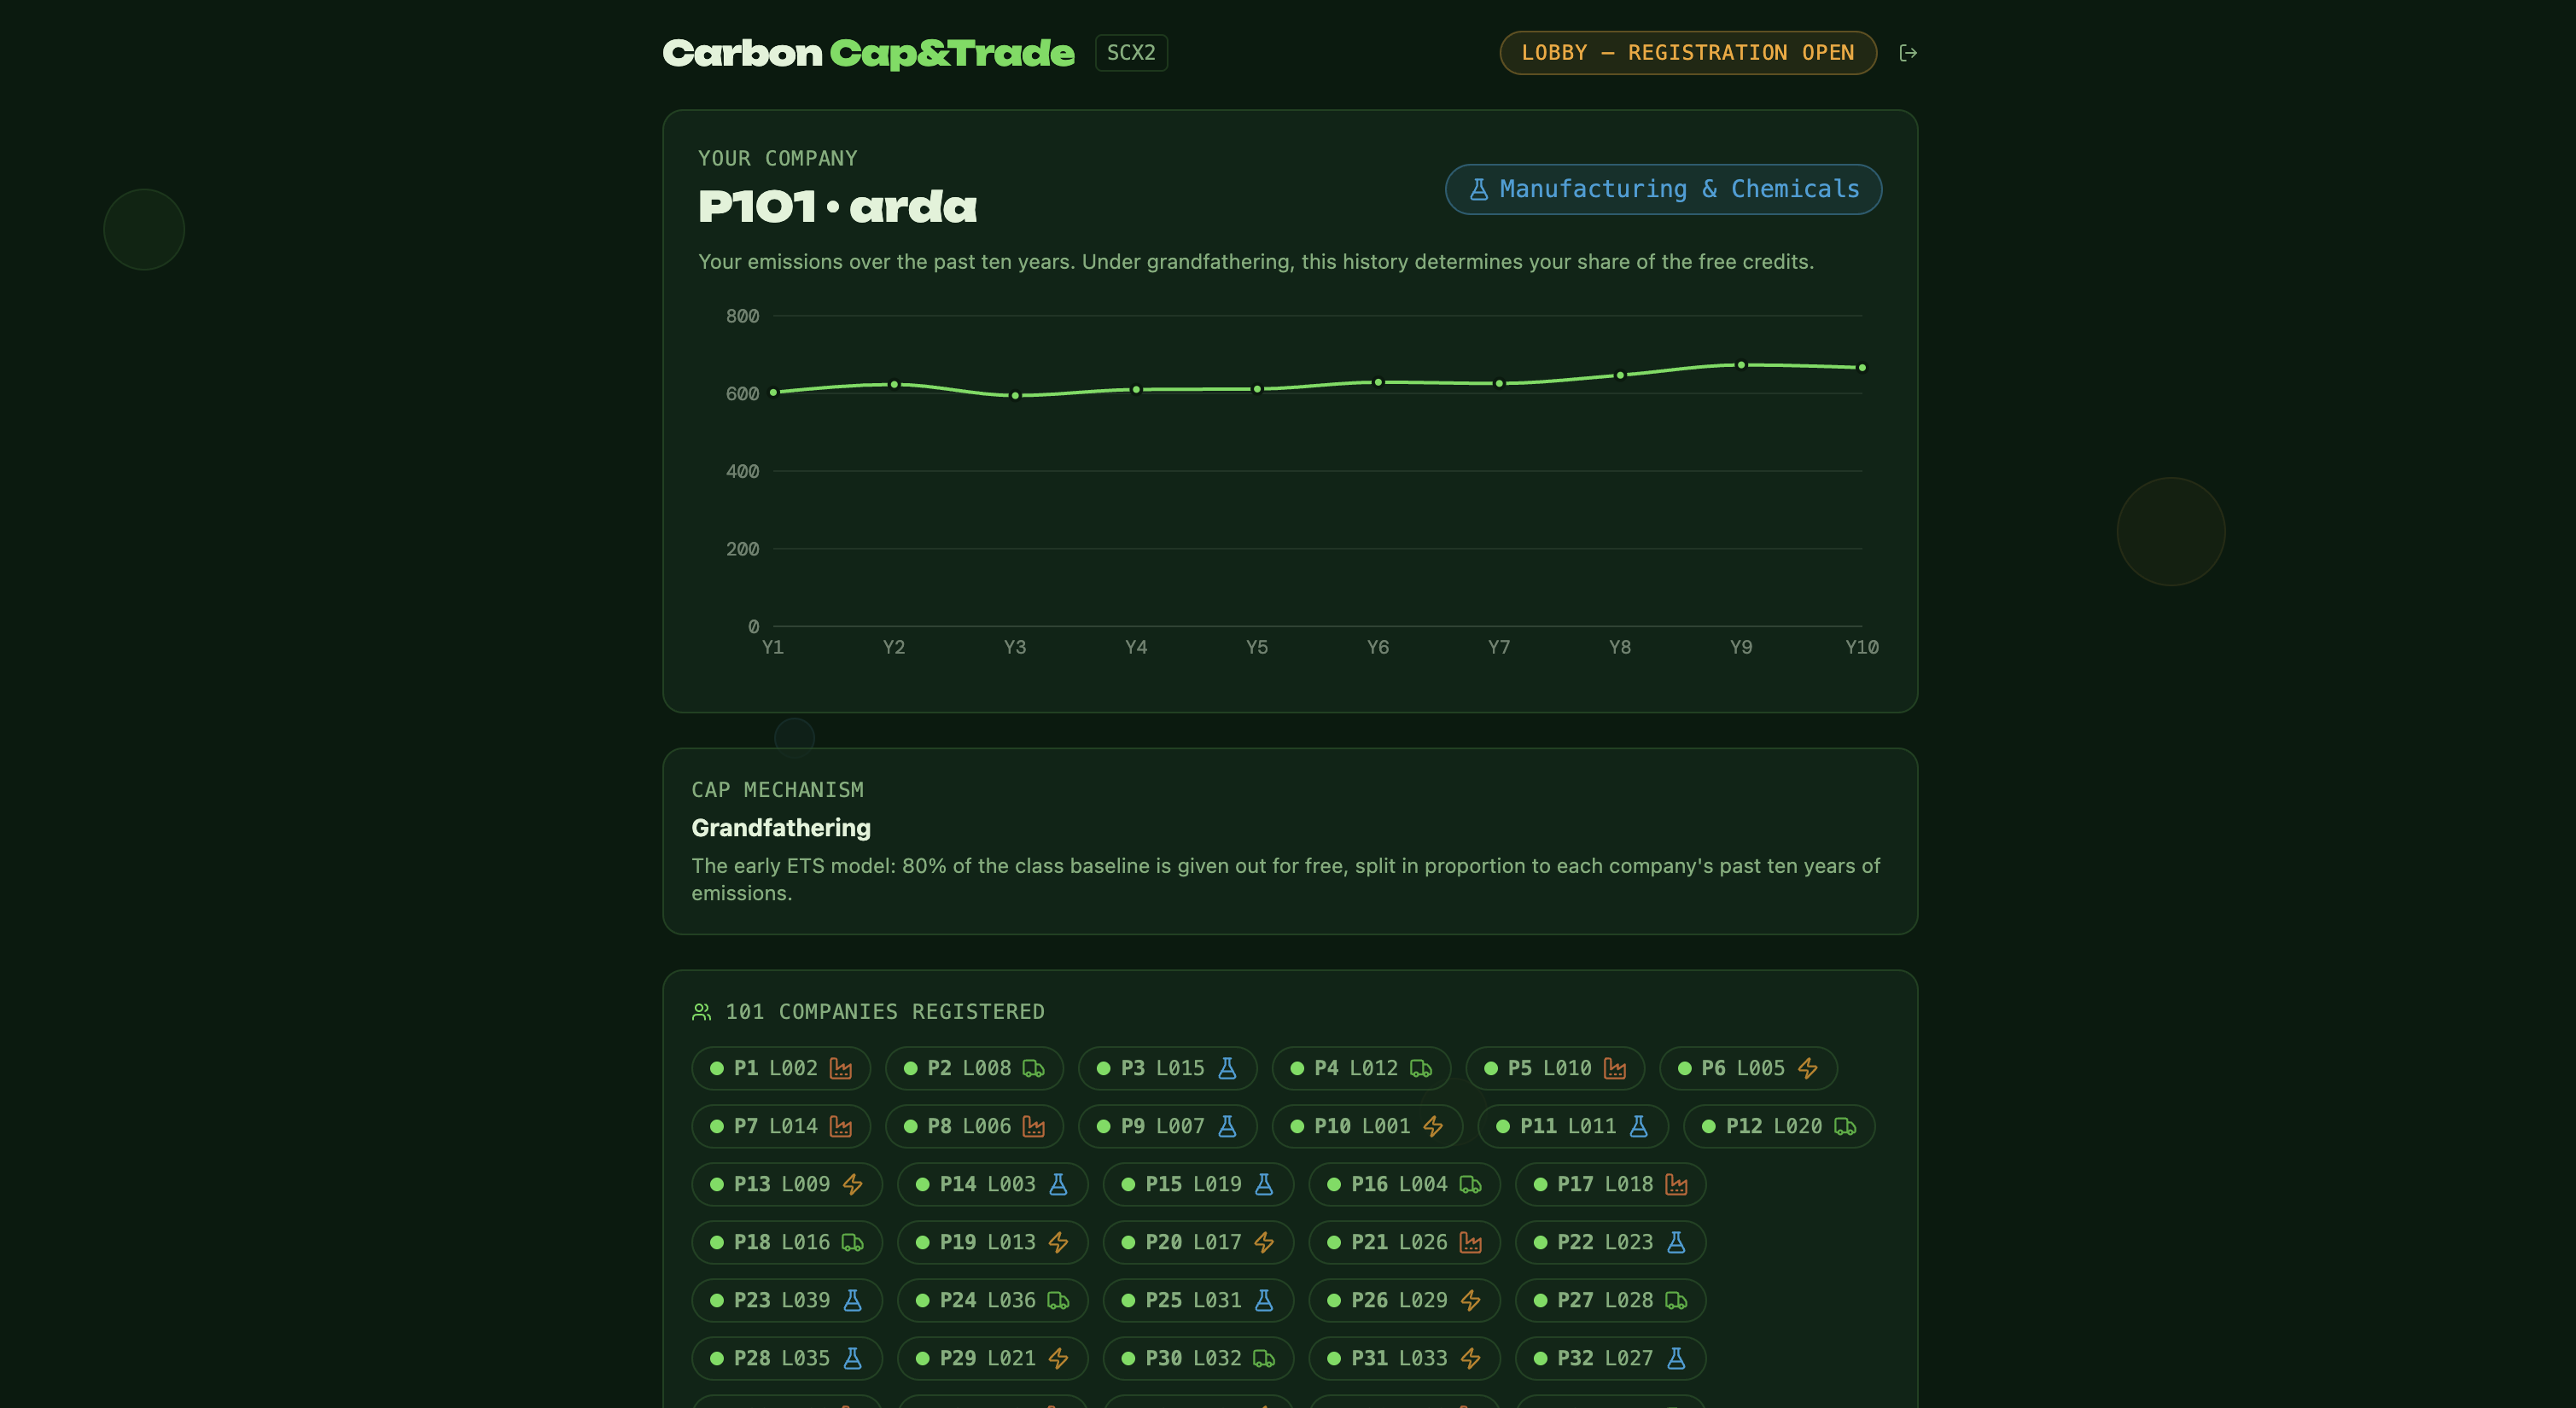 Carbon Cap&Trade SCX2 LOBBY — REGISTRATION OPEN
YOUR COMPANY
P101 · arda
Manufacturing & Chemicals
Your emissions over the past ten years. Under grandfathering, this history determines your share of the free credits.
800
600
400
200
0
Y1 Y2 Y3 Y4 Y5 Y6 Y7 Y8 Y9 Y10
CAP MECHANISM
Grandfathering
The early ETS model: 80% of the class baseline is given out for free, split in proportion to each company's past ten years of
emissions.
101 COMPANIES REGISTERED
P1 L002 P2 L008 P3 L015 P4 L012 P5 L010 P6 L005
P7 L014 P8 L006 P9 L007 P10 L001 P11 L011 P12 L020
P13 L009 P14 L003 P15 L019 P16 L004 P17 L018
P18 L016 P19 L013 P20 L017 P21 L026 P22 L023
P23 L039 P24 L036 P25 L031 P26 L029 P27 L028
P28 L035 P29 L021 P30 L032 P31 L033 P32 L027